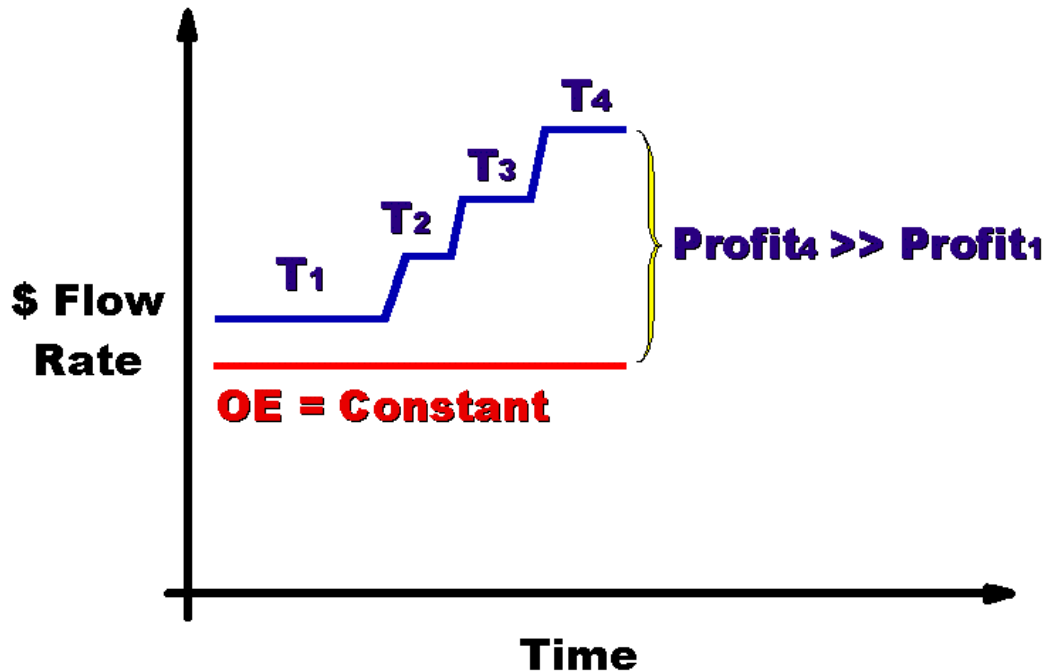 T4
T3
T2
Profit4 >> Profit1
T1
$ Flow
Rate
OE = Constant
Time